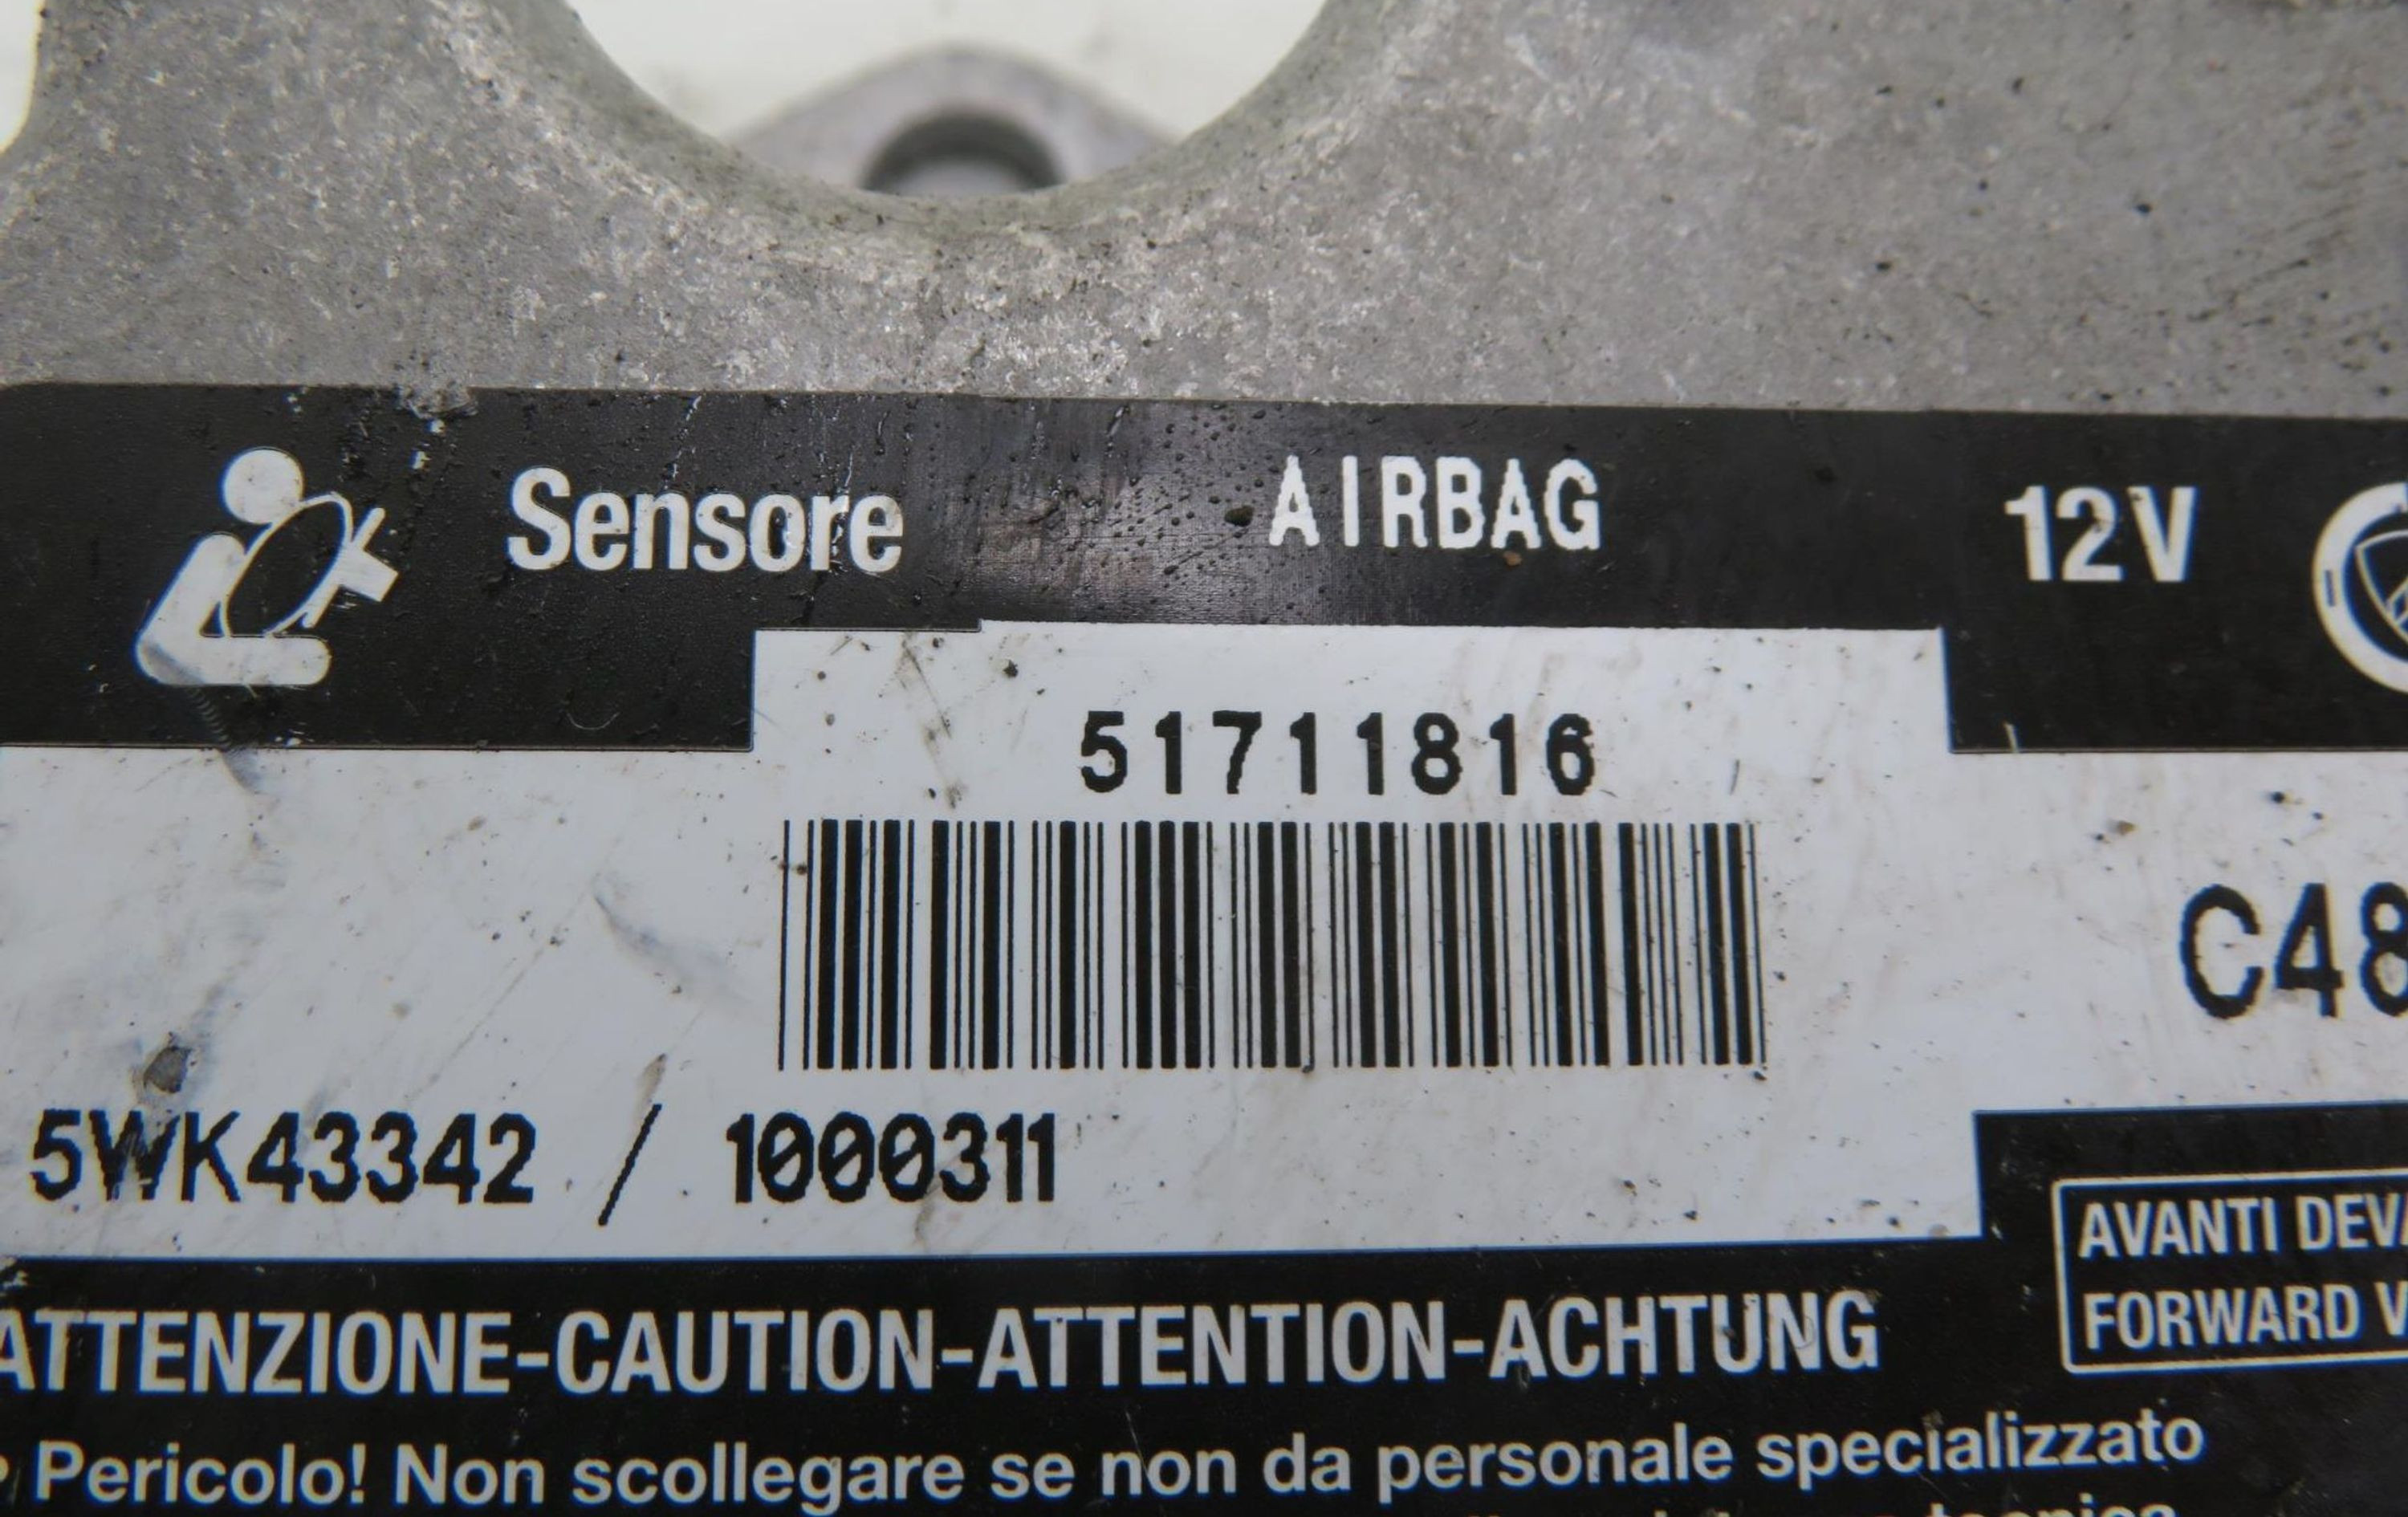 Sensore AIRBAG 12V
51711816
C48
5WK43342 / 1000311
AVANTI DEVA
FORWARD V
ATTENZIONE-CAUTION-ATTENTION-ACHTUNG
Pericolo! Non scollegare se non da personale specializzato